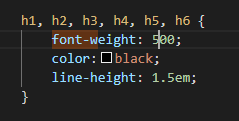 h1, h2, h3, h4, h5, h6 {
font-weight: 500;
color: black;
line-height: 1.5em;
}